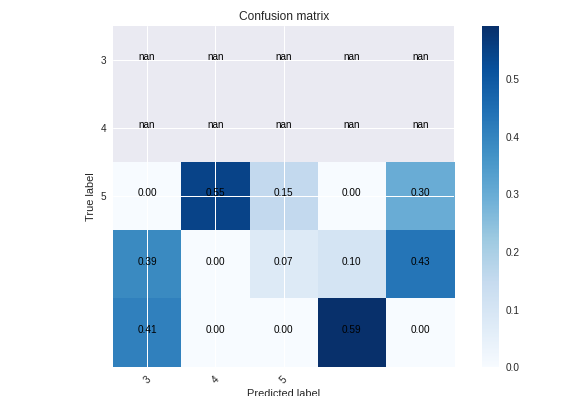 Confusion matrix
3 nan nan nan nan nan
4 nan nan nan nan nan
5 0.00 0.55 0.15 0.00 0.30
0.39 0.00 0.07 0.10 0.43
0.41 0.00 0.00 0.59 0.00
3 4 5
True label
Predicted label
0.5
0.4
0.3
0.2
0.1
0.0